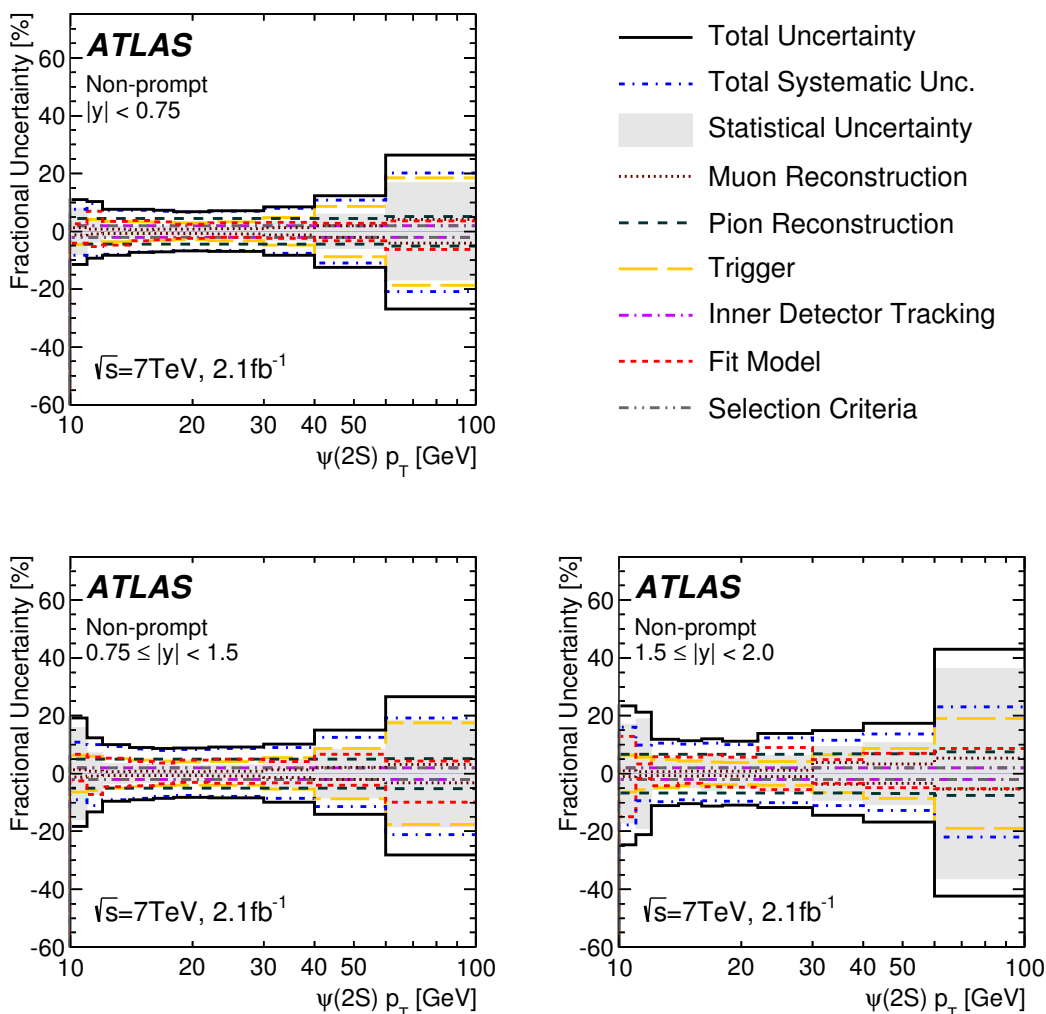 Fractional Uncertainty [%]
60
40
20
0
-20
-40
-60
ATLAS
Non-prompt
|y| < 0.75
√s=7TeV, 2.1fb⁻¹
10 20 30 40 50 100
ψ(2S) p_T [GeV]
Total Uncertainty
Total Systematic Unc.
Statistical Uncertainty
Muon Reconstruction
Pion Reconstruction
Trigger
Inner Detector Tracking
Fit Model
Selection Criteria
Fractional Uncertainty [%]
60
40
20
0
-20
-40
-60
ATLAS
Non-prompt
0.75 ≤ |y| < 1.5
√s=7TeV, 2.1fb⁻¹
10 20 30 40 50 100
ψ(2S) p_T [GeV]
Fractional Uncertainty [%]
60
40
20
0
-20
-40
-60
ATLAS
Non-prompt
1.5 ≤ |y| < 2.0
√s=7TeV, 2.1fb⁻¹
10 20 30 40 50 100
ψ(2S) p_T [GeV]